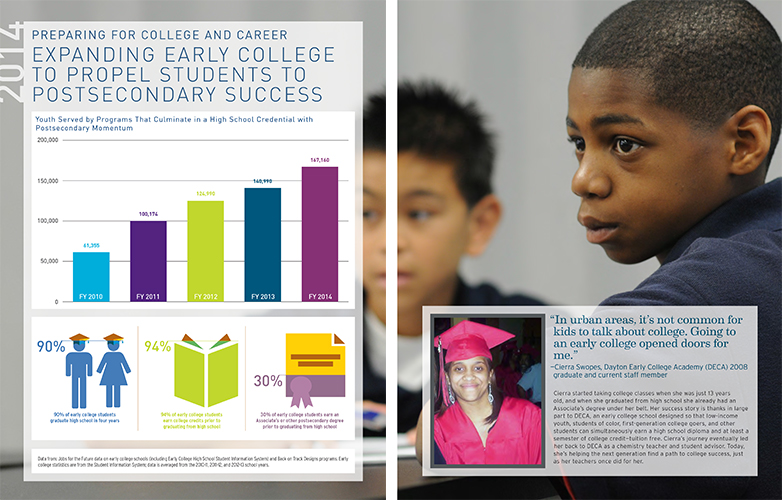 2014
PREPARING FOR COLLEGE AND CAREER
EXPANDING EARLY COLLEGE
TO PROPEL STUDENTS TO
POSTSECONDARY SUCCESS
Youth Served by Programs That Culminate in a High School Credential with
Postsecondary Momentum
200,000
150,000
100,000
50,000
0
61,355
100,174
124,970
140,990
167,160
FY 2010
FY 2011
FY 2012
FY 2013
FY 2014
90%
90% of early college students
graduate high school in four years
94%
94% of early college students
earn college credits prior to
graduating from high school
30%
30% of early college students earn an
Associate's or other postsecondary degree
prior to graduating from high school
Data from: Jobs for the Future data on early college schools (including Early College High School Student Information System) and Back on Track Designs programs. Early
college statistics are from the Student Information System; data is averaged from the 2010-11, 2011-12, and 2012-13 school years.
“In urban areas, it’s not common for
kids to talk about college. Going to
an early college opened doors for
me.”
–Cierra Swopes, Dayton Early College Academy (DECA) 2008
graduate and current staff member
Cierra started taking college classes when she was just 13 years
old, and when she graduated from high school she already had an
Associate's degree under her belt. Her success story is thanks in large
part to DECA, an early college school designed so that low-income
youth, students of color, first-generation college goers, and other
students can simultaneously earn a high school diploma and at least a
semester of college credit–tuition free. Cierra's journey eventually led
her back to DECA as a chemistry teacher and student advisor. Today,
she's helping the next generation find a path to college success, just
as her teachers once did for her.